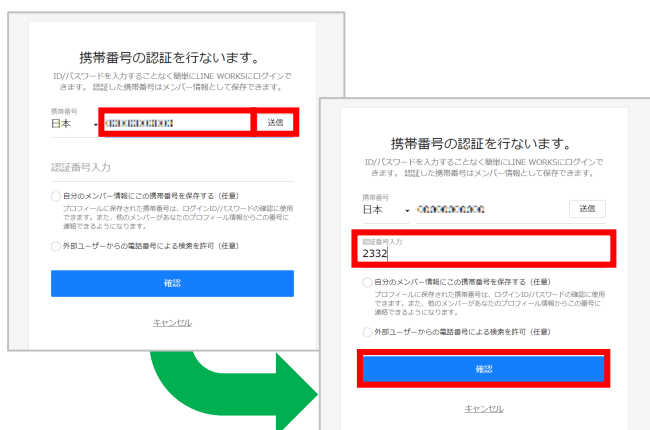 携帯番号の認証を行ないます。
ID/パスワードを入力することなく簡単にLINE WORKSにログインで
きます。 認証した携帯番号はメンバー情報として保存できます。
携帯番号
日本
送信
認証番号入力
自分のメンバー情報にこの携帯番号を保存する（任意）
プロフィールに保存された携帯番号は、ログインID/パスワードの確認に使用
できます。また、他のメンバーがあなたのプロフィール情報からこの番号に
連絡できるようになります。
外部ユーザーからの電話番号による検索を許可（任意）
確認
キャンセル
携帯番号の認証を行ないます。
ID/パスワードを入力することなく簡単にLINE WORKSにログインで
きます。 認証した携帯番号はメンバー情報として保存できます。
携帯番号
日本
送信
認証番号入力
2332
自分のメンバー情報にこの携帯番号を保存する（任意）
プロフィールに保存された携帯番号は、ログインID/パスワードの確認に使用
できます。また、他のメンバーがあなたのプロフィール情報からこの番号に
連絡できるようになります。
外部ユーザーからの電話番号による検索を許可（任意）
確認
キャンセル